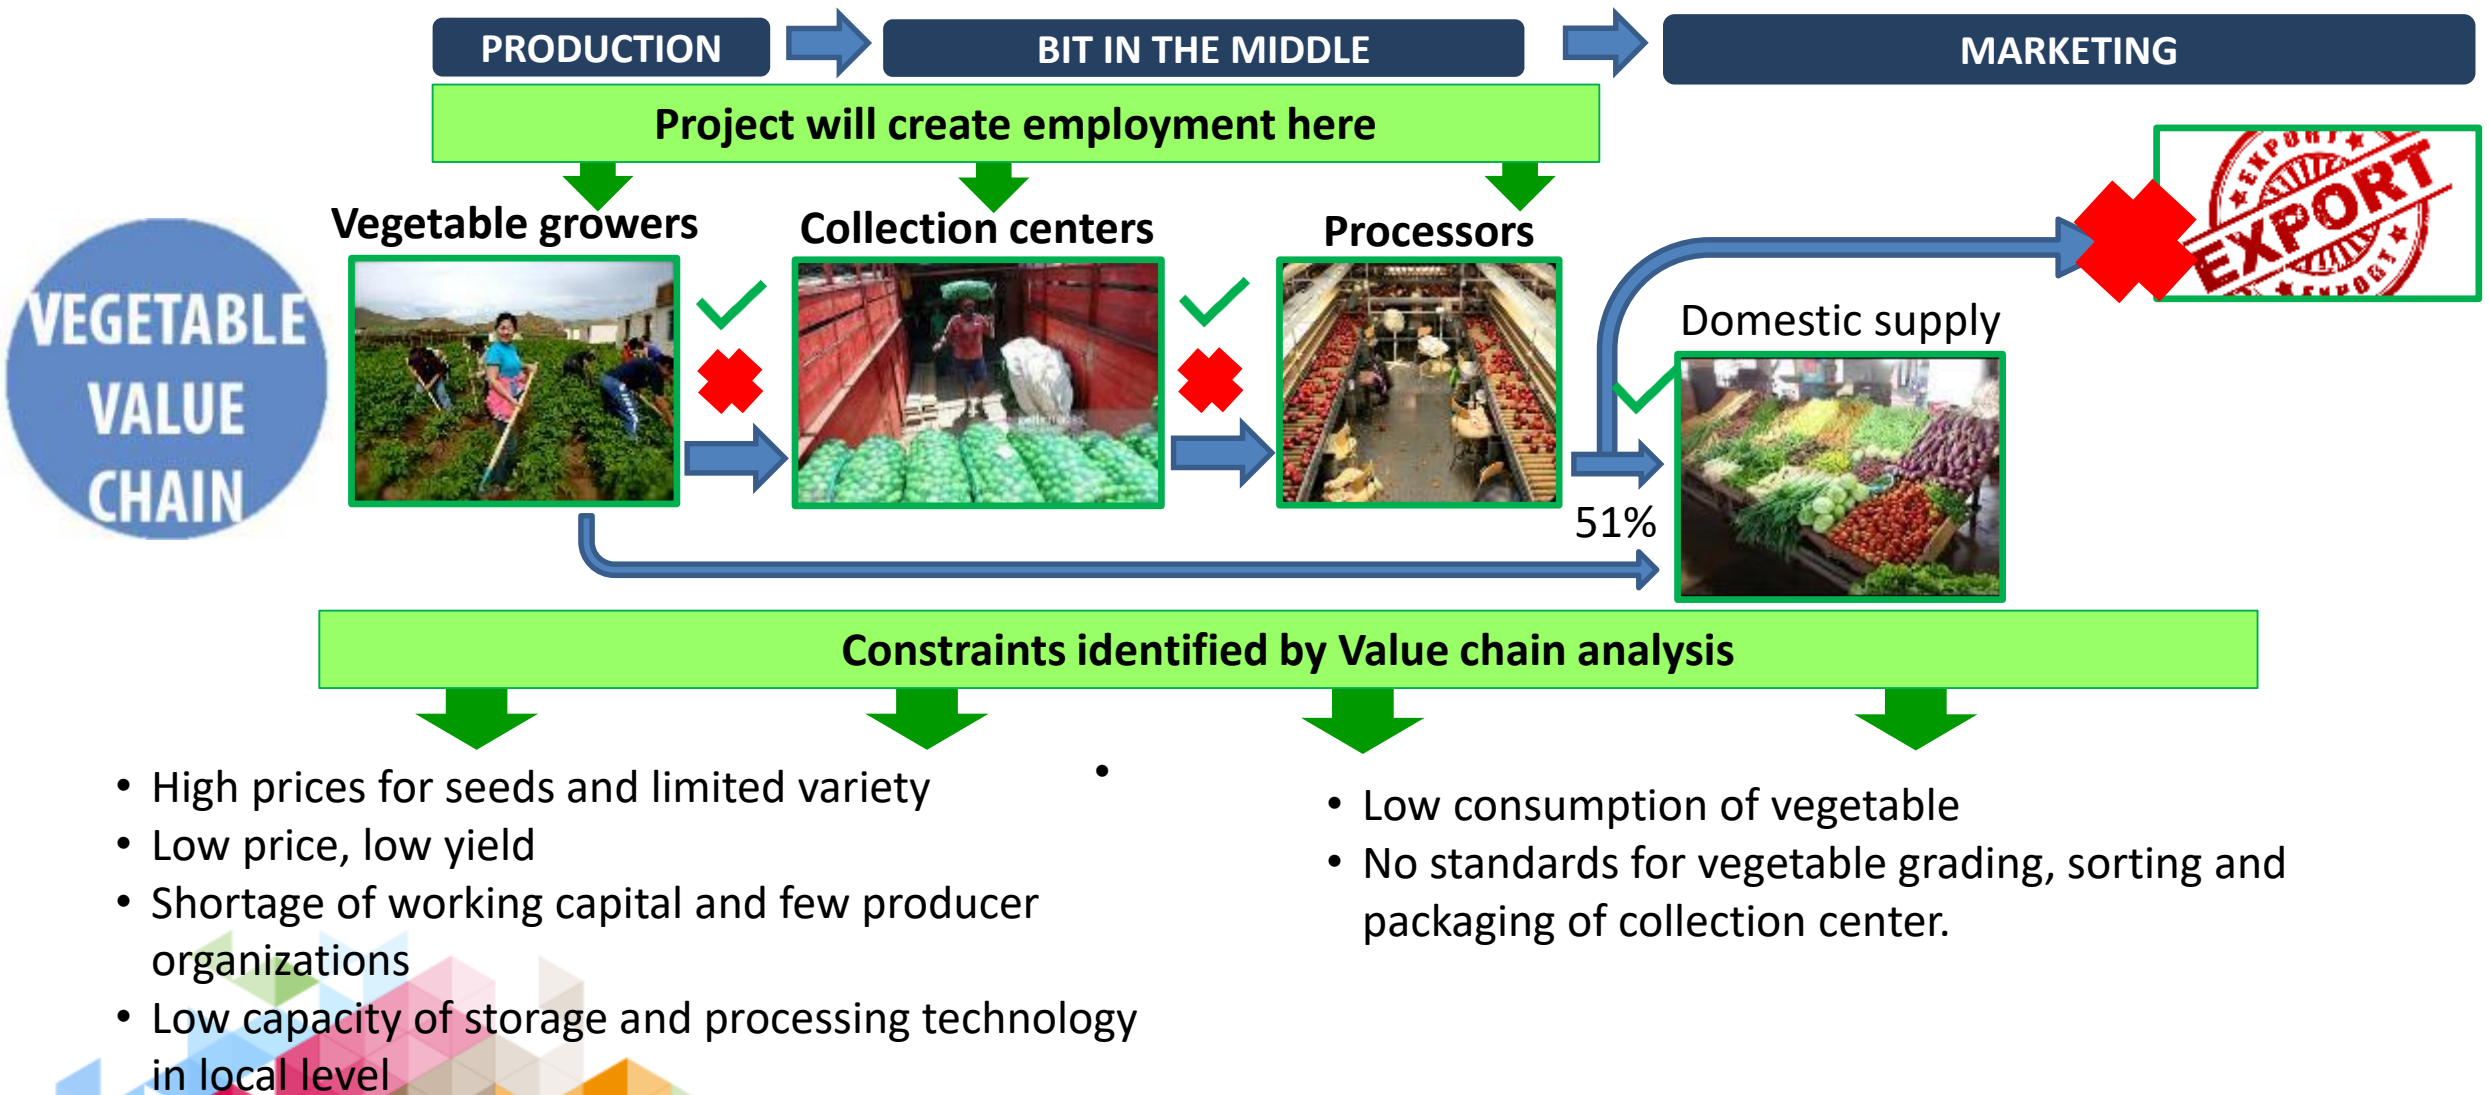 PRODUCTION
BIT IN THE MIDDLE
MARKETING
Project will create employment here
EXPORT
EXPORT
EXPORT
Vegetable growers
Collection centers
Processors
VEGETABLE
VALUE
CHAIN
Domestic supply
51%
Constraints identified by Value chain analysis
• High prices for seeds and limited variety
• Low price, low yield
• Shortage of working capital and few producer
organizations
• Low capacity of storage and processing technology
in local level
•
• Low consumption of vegetable
• No standards for vegetable grading, sorting and
packaging of collection center.